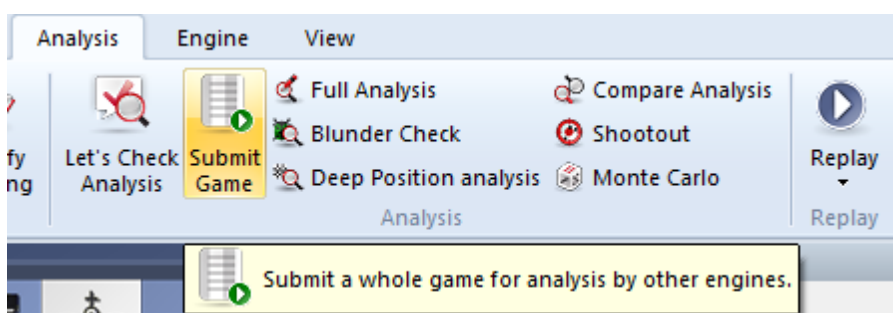 Analysis Engine View
Full Analysis Compare Analysis
Blunder Check Shootout
fy Let's Check Submit Replay
ng Analysis Game Deep Position analysis Monte Carlo
Analysis Replay
Submit a whole game for analysis by other engines.